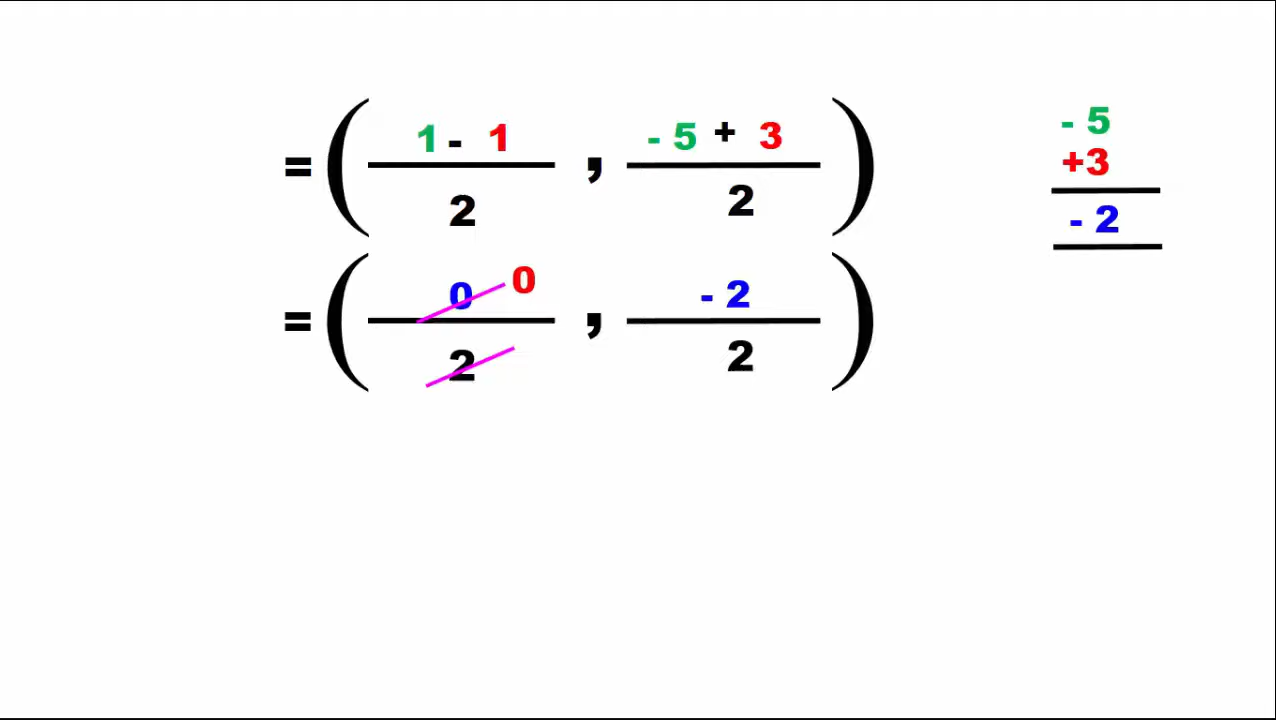 = ( 1 - 1 / 2 , - 5 + 3 / 2 )
= ( 0 0 / 2 , - 2 / 2 )
- 5
+3
- 2